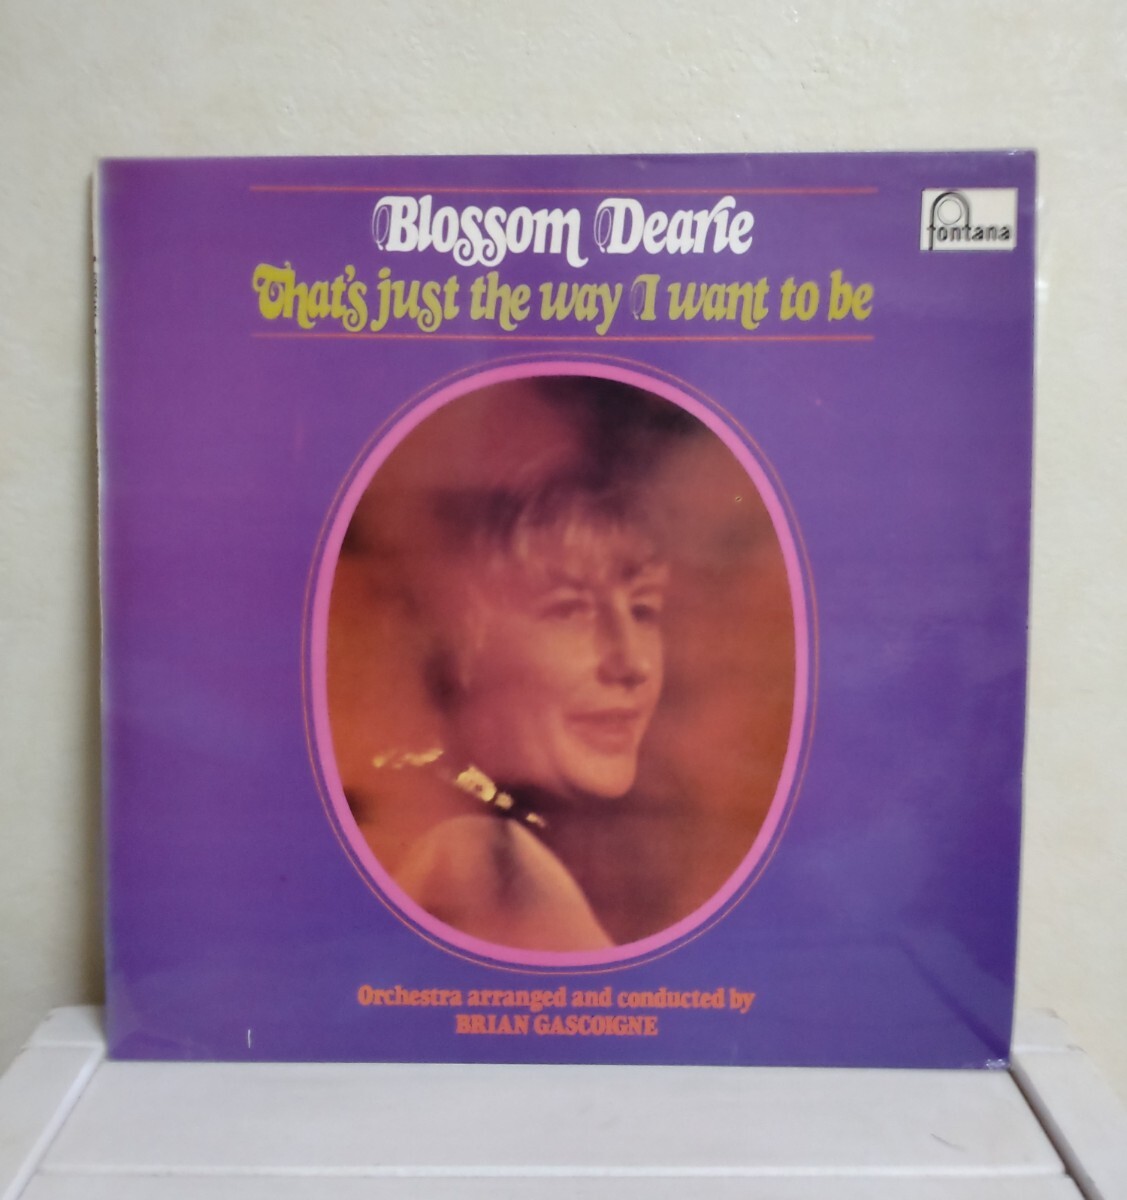 Blossom Dearie
fontana
That's just the way I want to be
Orchestra arranged and conducted by
BRIAN GASCOIGNE